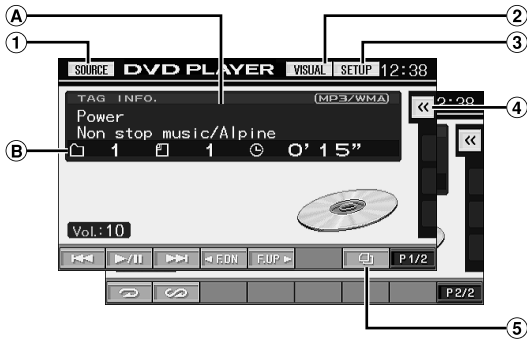 A
2
1
3
SOURCE DVD PLAYER VISUAL SETUP 12:38
TAG INFO. (MP3/WMA)
Power
Non stop music/Alpine
1 1 0'15"
B
4
Vol.:10
F.DN F.UP P1/2
P2/2
5